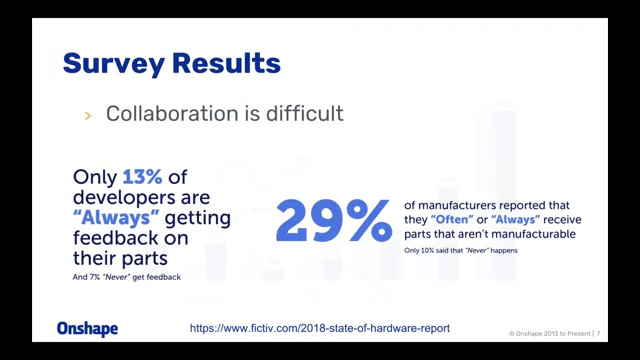 Survey Results
> Collaboration is difficult
Only 13% of
developers are
“Always” getting
feedback on
their parts
And 7% “Never” get feedback
29%
of manufacturers reported that
they “Often” or “Always” receive
parts that aren’t manufacturable
Only 10% said that “Never” happens
Onshape
https://www.fictiv.com/2018-state-of-hardware-report
© Onshape 2013 to Present | 7